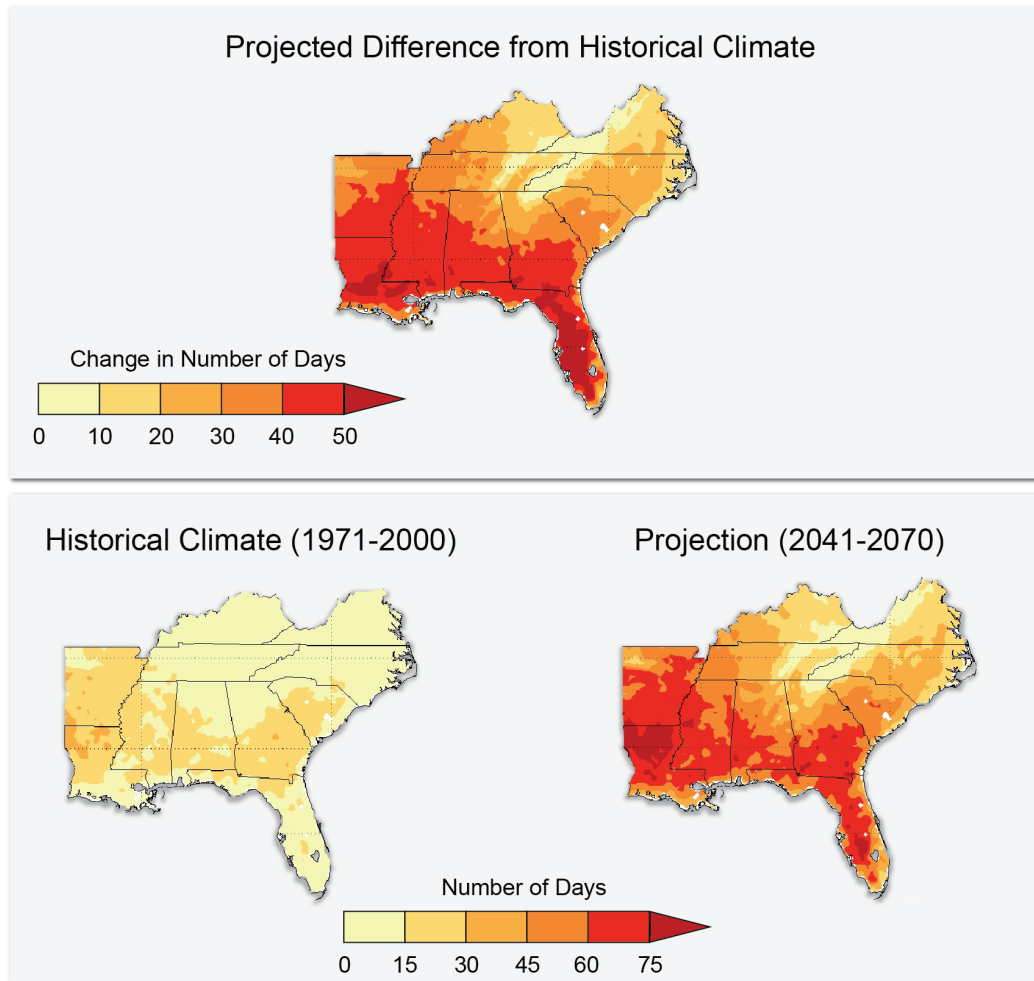 Projected Difference from Historical Climate
Change in Number of Days
0 10 20 30 40 50
Historical Climate (1971-2000)
Projection (2041-2070)
Number of Days
0 15 30 45 60 75